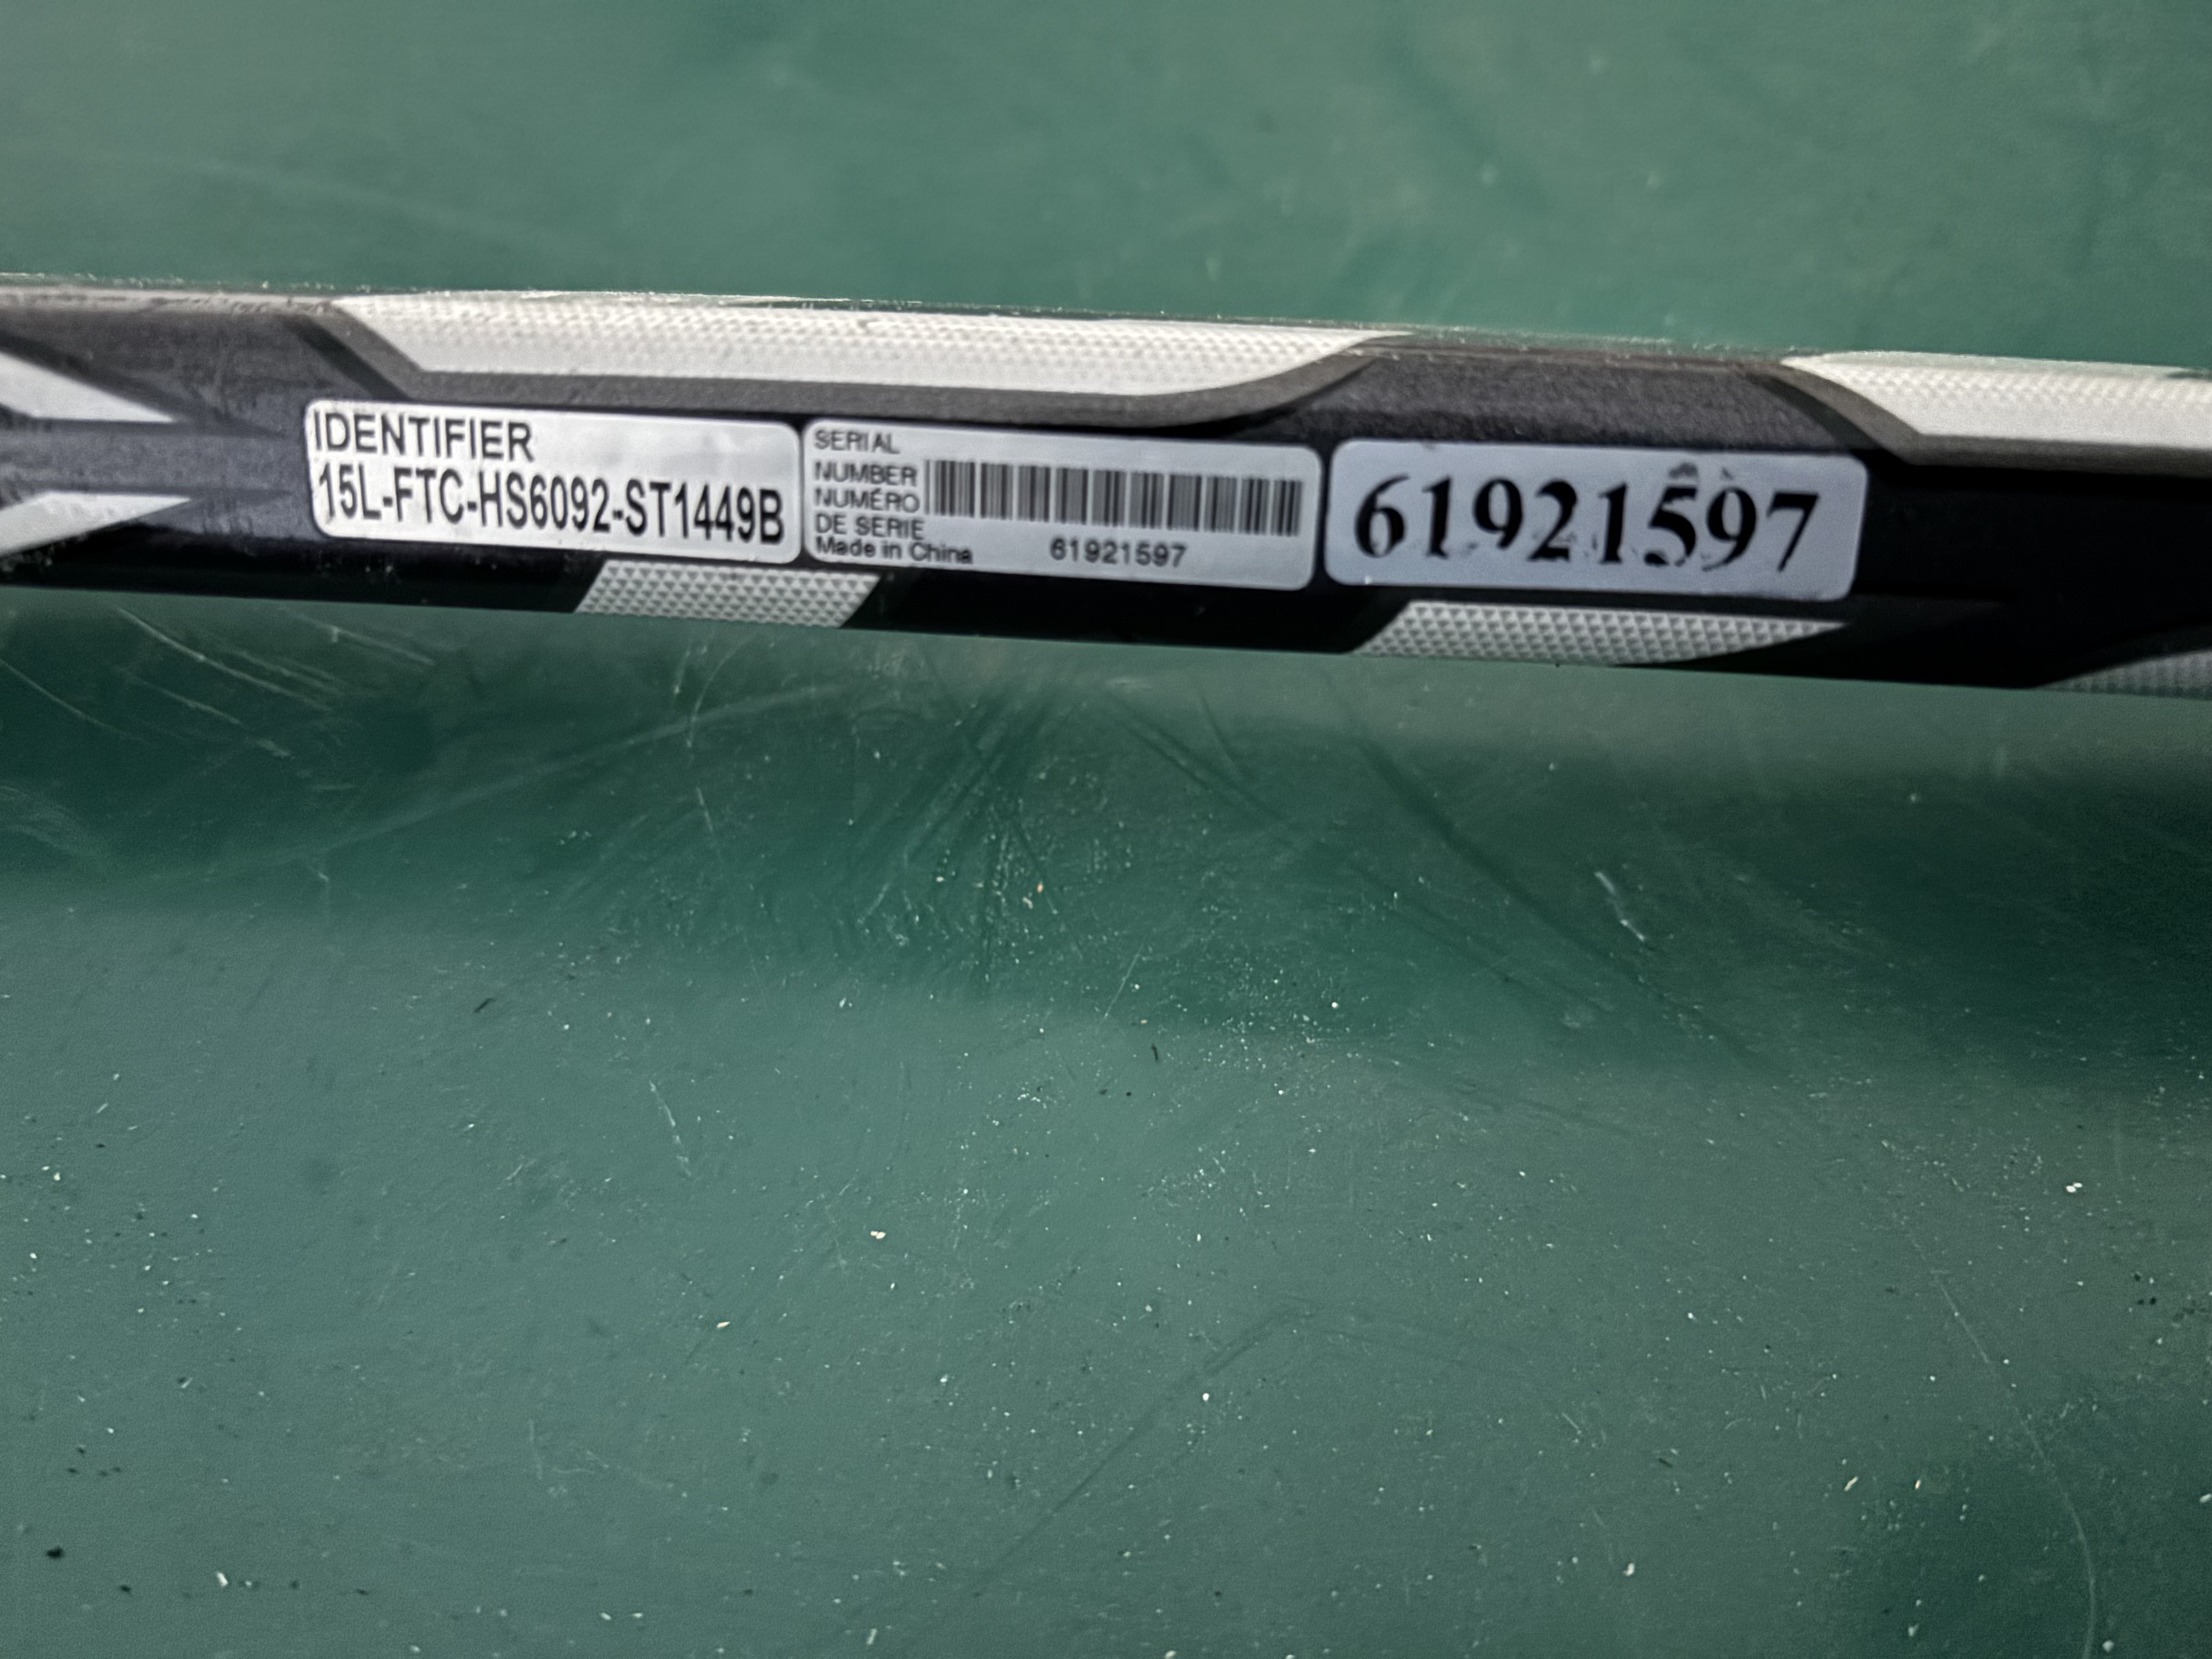 IDENTIFIER
15L-FTC-HS6092-ST1449B
SERIAL
NUMBER
NUMÉRO
DE SERIE
Made in China
61921597
61921597